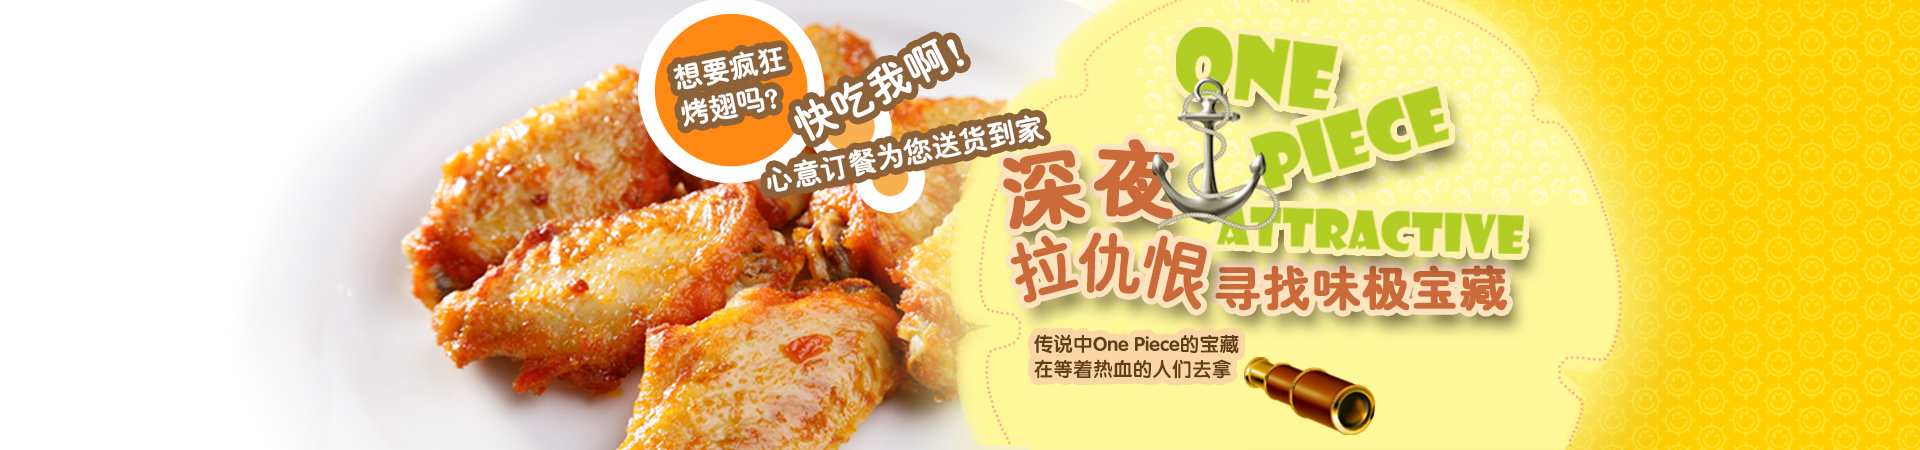 想要疯狂
烤翅吗?
快吃我啊!
心意订餐为您送货到家
ONE
PIECE
ATTRACTIVE
深夜
拉仇恨 寻找味极宝藏
传说中One Piece的宝藏
在等着热血的人们去拿